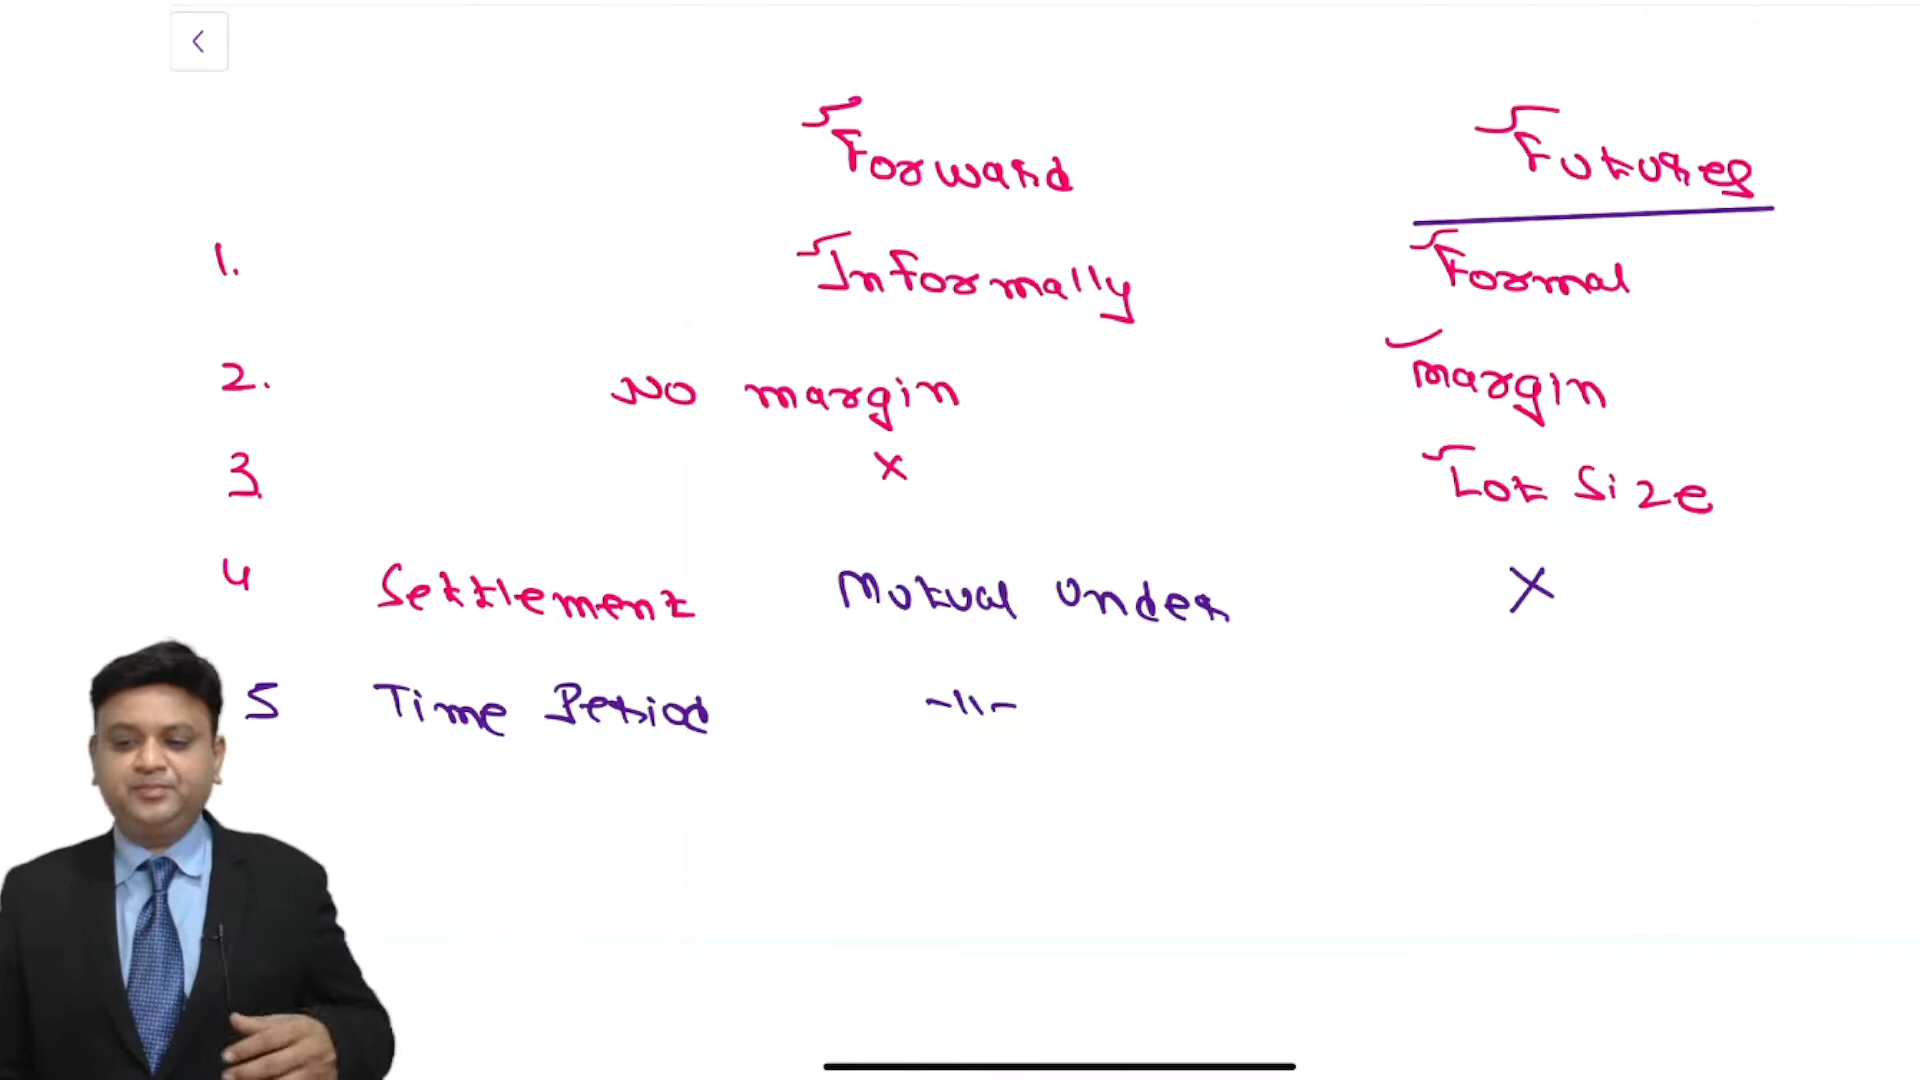 Forward Futures
1. Informally Formal
2. No margin margin
3. X Lot Size
4 Settlement Mutual Under X
5 Time Period -11-